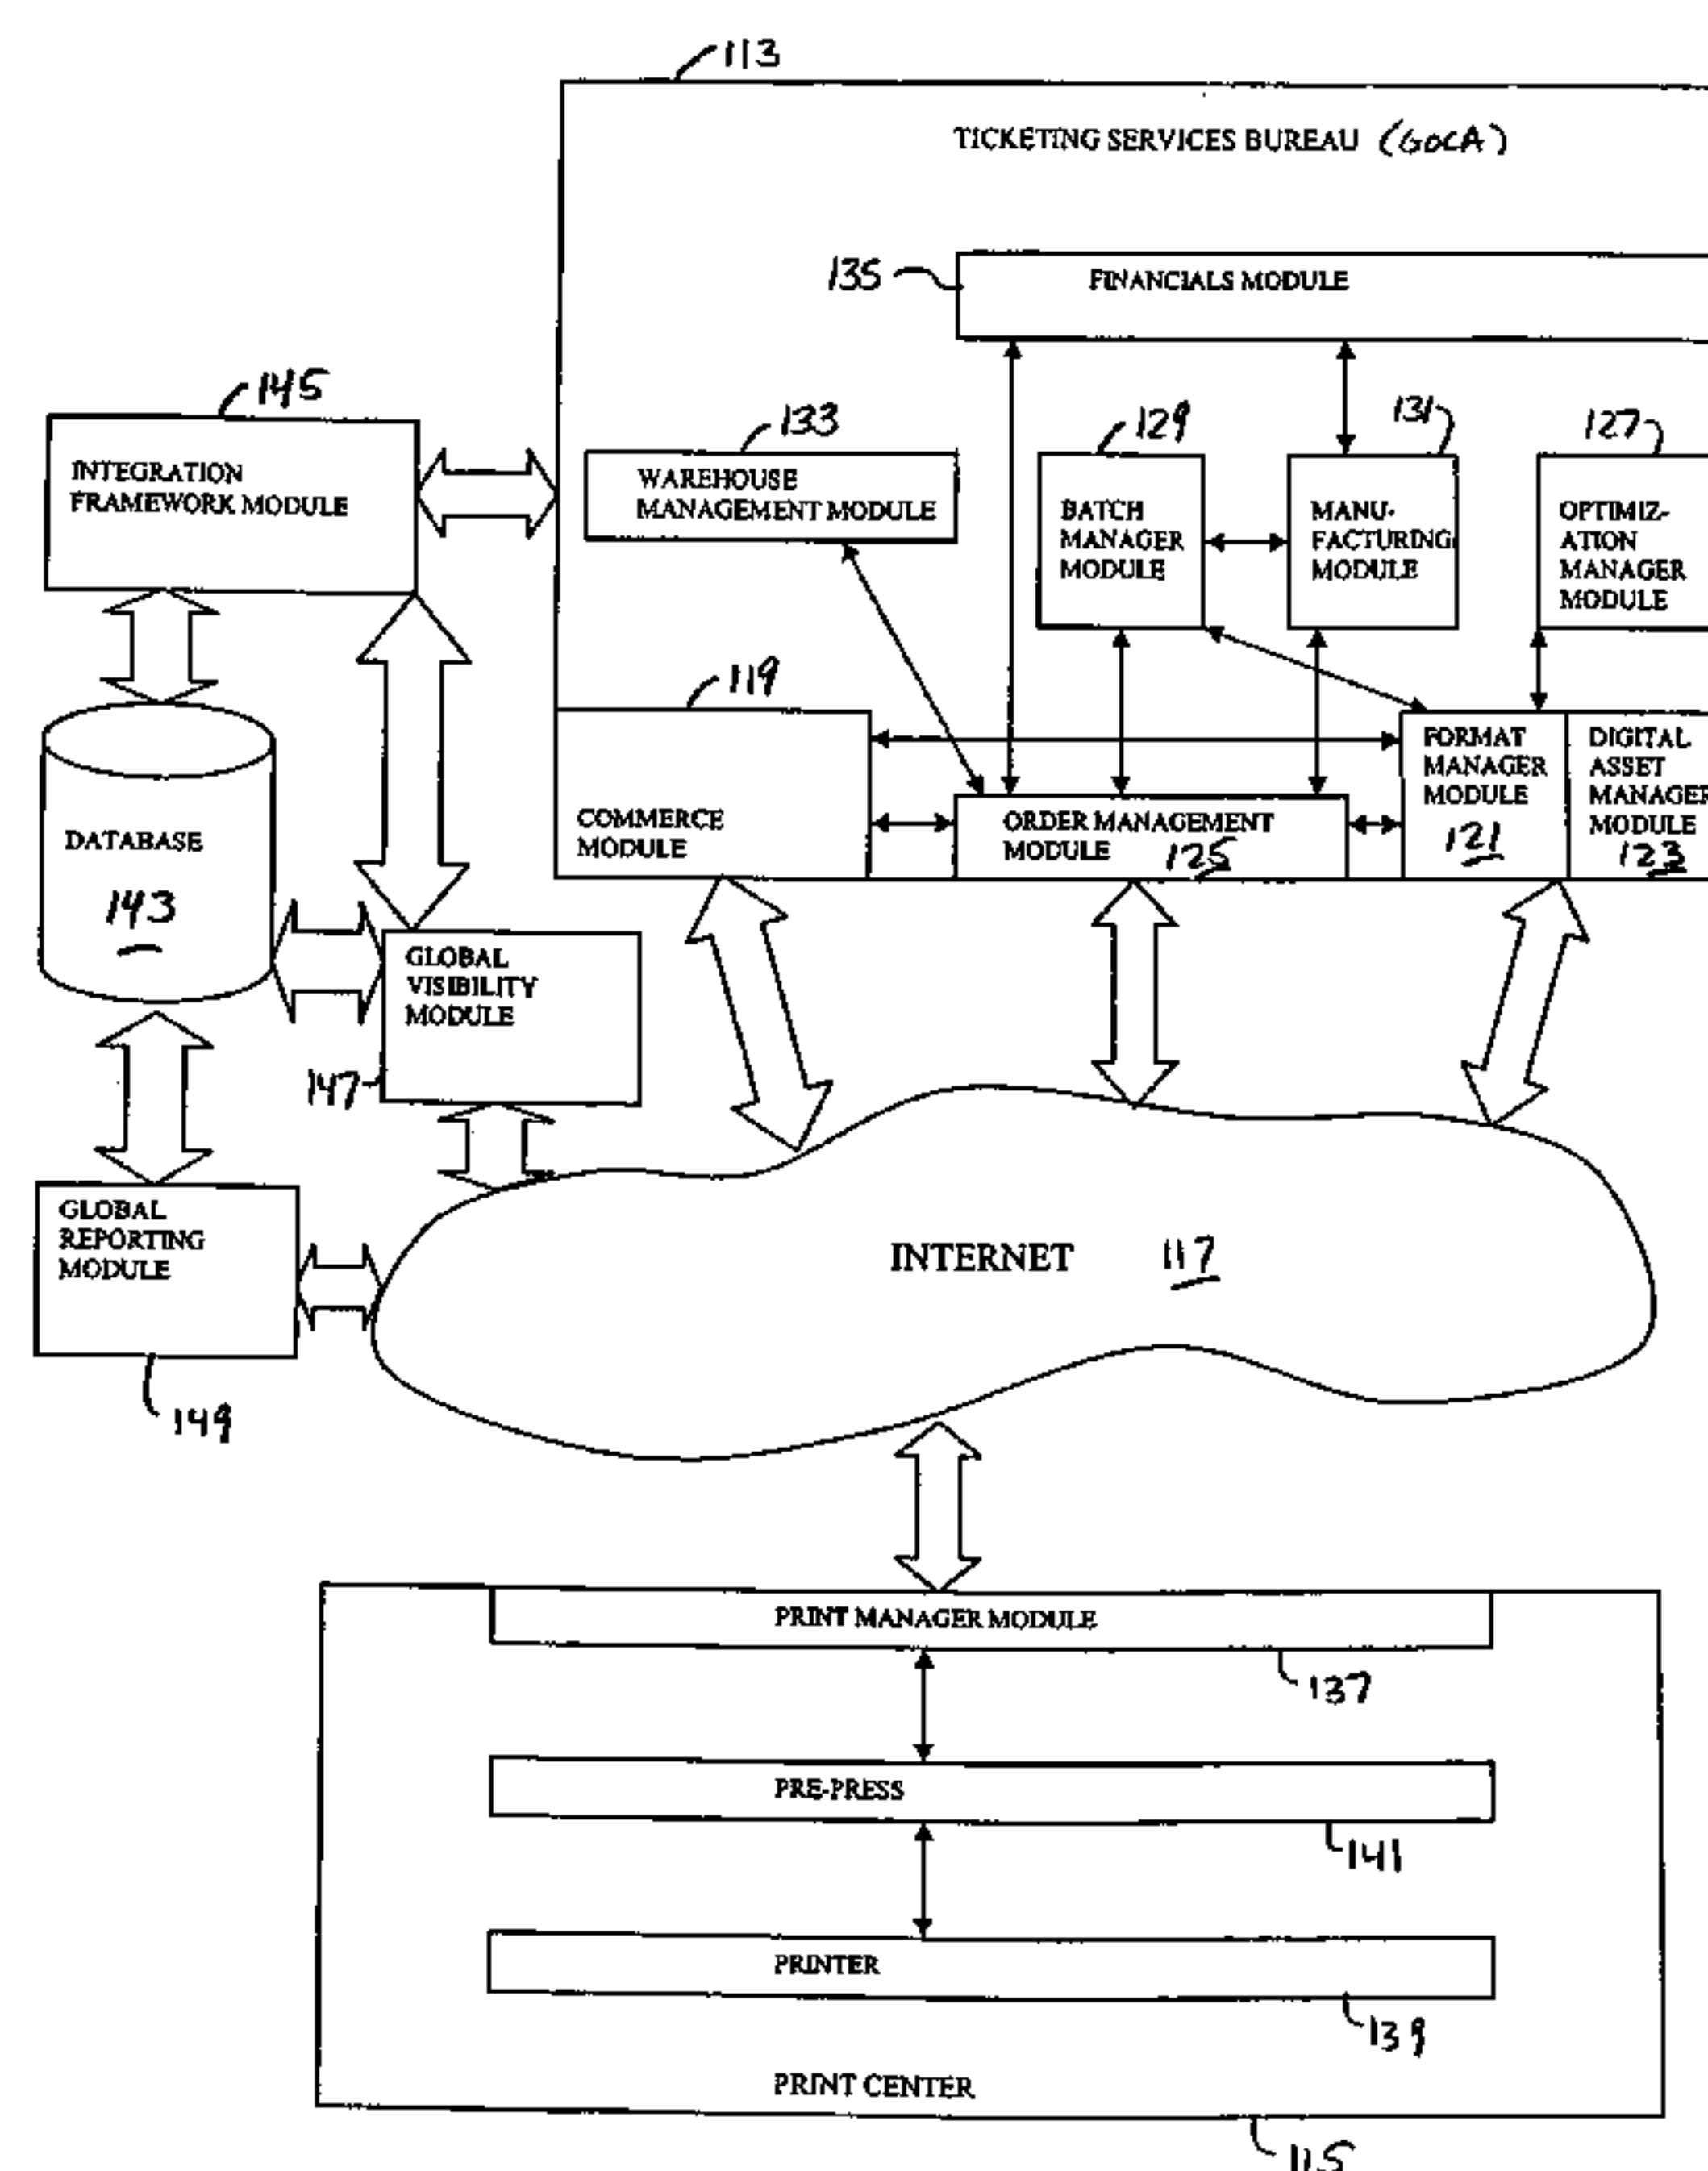 113
TICKETING SERVICES BUREAU (GOCA)
135
FINANCIALS MODULE
145
INTEGRATION
FRAMEWORK MODULE
133
WAREHOUSE
MANAGEMENT MODULE
129
BATCH
MANAGER
MODULE
131
MANU-
FACTURING
MODULE
127
OPTIMIZ-
ATION
MANAGER
MODULE
119
COMMERCE
MODULE
ORDER MANAGEMENT
MODULE 125
FORMAT
MANAGER
MODULE
121
DIGITAL
ASSET
MANAGER
MODULE
123
DATABASE
143
GLOBAL
VISIBILITY
MODULE
147
GLOBAL
REPORTING
MODULE
149
INTERNET 117
PRINT MANAGER MODULE
137
PRE-PRESS
141
PRINTER
139
PRINT CENTER
115